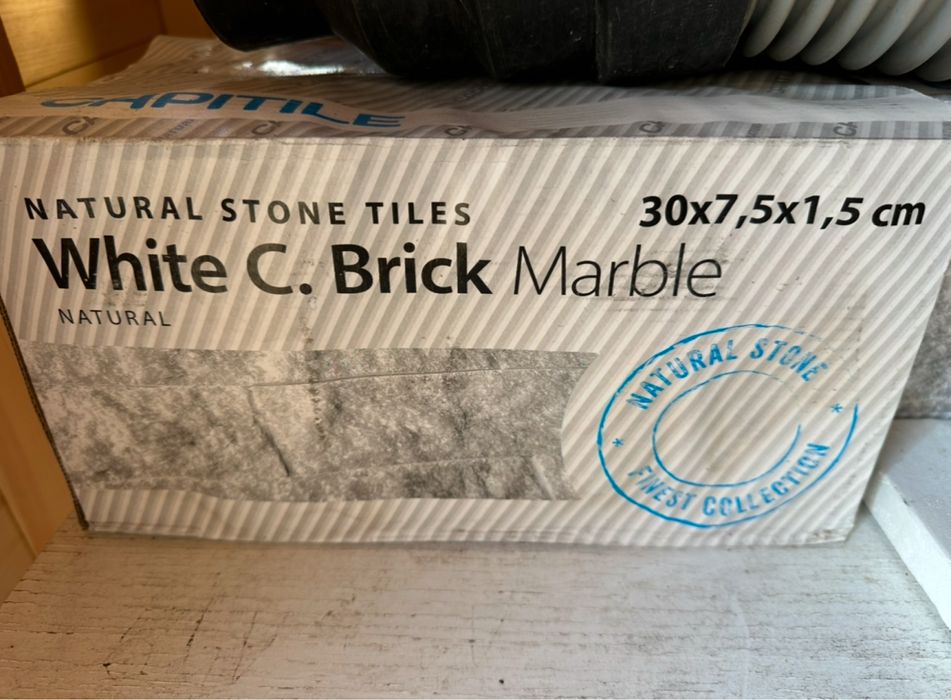 CAPITILE
NATURAL STONE TILES
30x7,5x1,5 cm
White C. Brick Marble
NATURAL
NATURAL STONE
FINEST COLLECTION